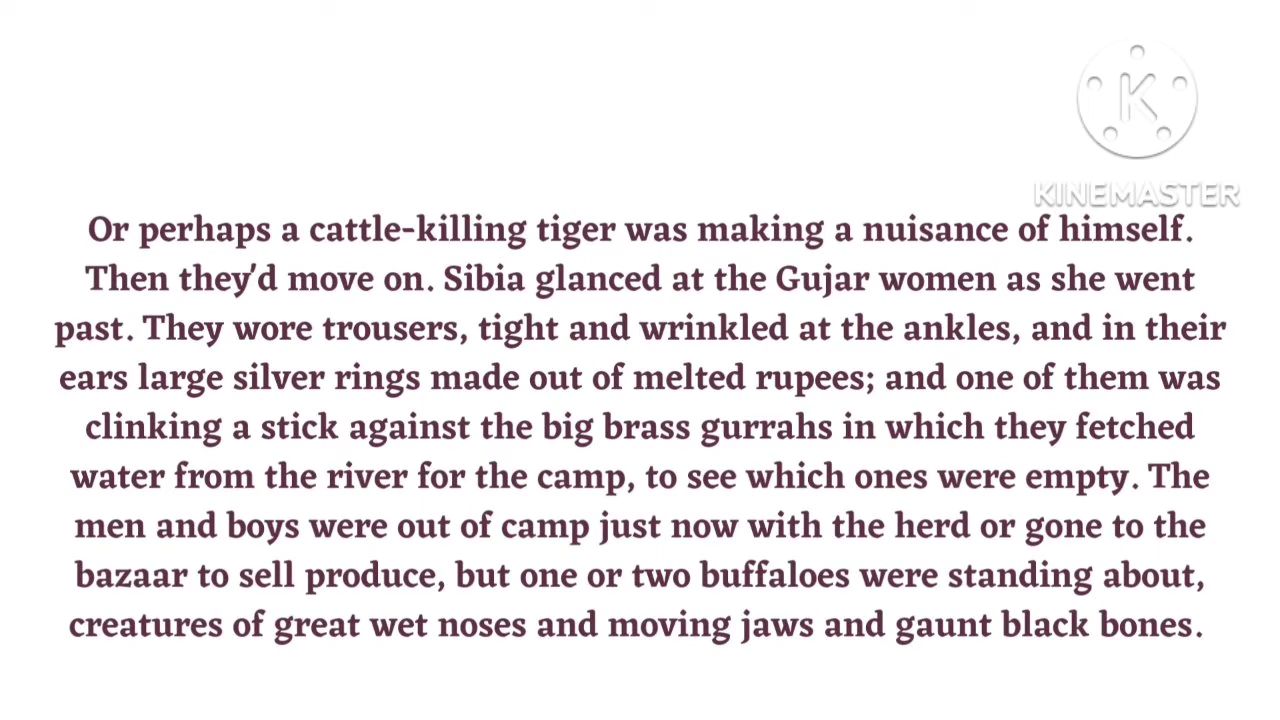 K
KINEMASTER
Or perhaps a cattle-killing tiger was making a nuisance of himself.
Then they'd move on. Sibia glanced at the Gujar women as she went
past. They wore trousers, tight and wrinkled at the ankles, and in their
ears large silver rings made out of melted rupees; and one of them was
clinking a stick against the big brass gurrahs in which they fetched
water from the river for the camp, to see which ones were empty. The
men and boys were out of camp just now with the herd or gone to the
bazaar to sell produce, but one or two buffaloes were standing about,
creatures of great wet noses and moving jaws and gaunt black bones.